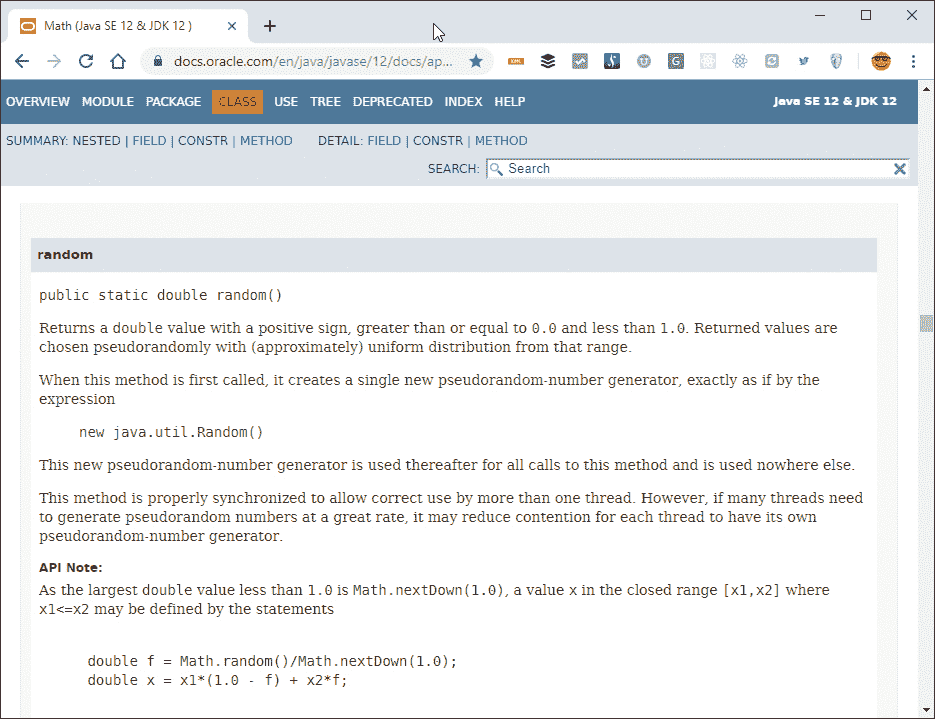 Math (Java SE 12 & JDK 12 )
docs.oracle.com/en/java/javase/12/docs/ap...
OVERVIEW MODULE PACKAGE CLASS USE TREE DEPRECATED INDEX HELP Java SE 12 & JDK 12
SUMMARY: NESTED | FIELD | CONSTR | METHOD DETAIL: FIELD | CONSTR | METHOD
SEARCH: Search
random
public static double random()
Returns a double value with a positive sign, greater than or equal to 0.0 and less than 1.0. Returned values are
chosen pseudorandomly with (approximately) uniform distribution from that range.
When this method is first called, it creates a single new pseudorandom-number generator, exactly as if by the
expression
new java.util.Random()
This new pseudorandom-number generator is used thereafter for all calls to this method and is used nowhere else.
This method is properly synchronized to allow correct use by more than one thread. However, if many threads need
to generate pseudorandom numbers at a great rate, it may reduce contention for each thread to have its own
pseudorandom-number generator.
API Note:
As the largest double value less than 1.0 is Math.nextDown(1.0), a value x in the closed range [x1,x2] where
x1<=x2 may be defined by the statements
double f = Math.random()/Math.nextDown(1.0);
double x = x1*(1.0 - f) + x2*f;